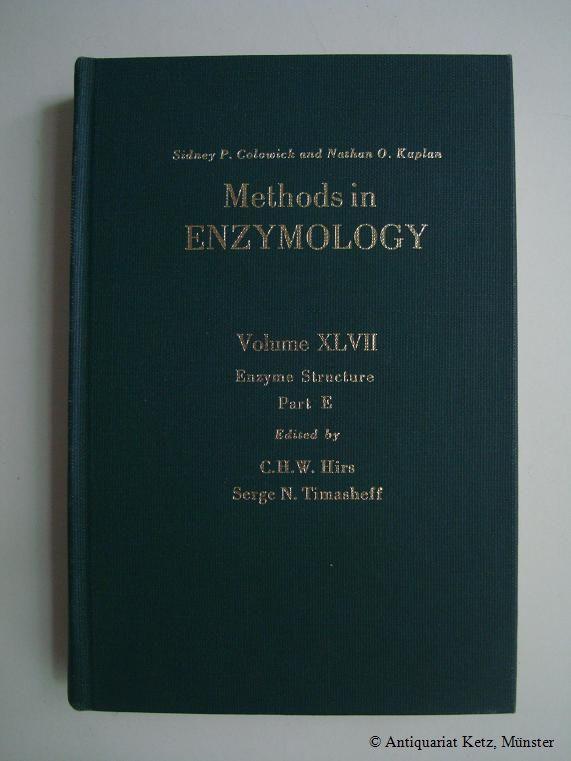 Sidney P. Colowick and Nathan O. Kaplan
Methods in
ENZYMOLOGY
Volume XLVII
Enzyme Structure
Part E
Edited by
C.H.W. Hirs
Serge N. Timasheff
© Antiquariat Ketz, Münster